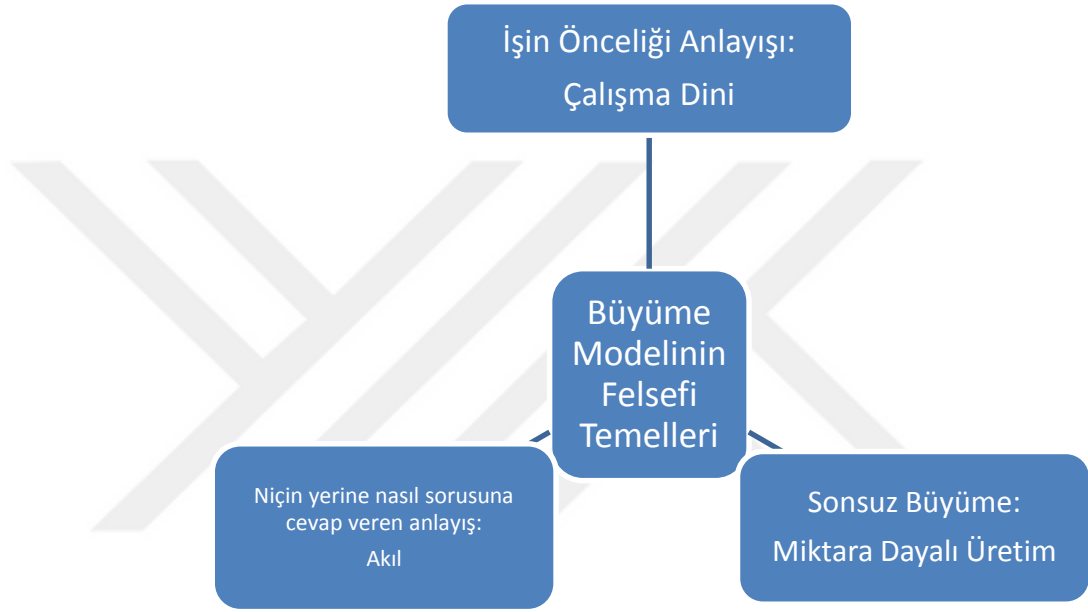 İşin Önceliği Anlayışı:
Çalışma Dini
Büyüme
Modelinin
Felsefi
Temelleri
Niçin yerine nasıl sorusuna
cevap veren anlayış:
Akıl
Sonsuz Büyüme:
Miktara Dayalı Üretim